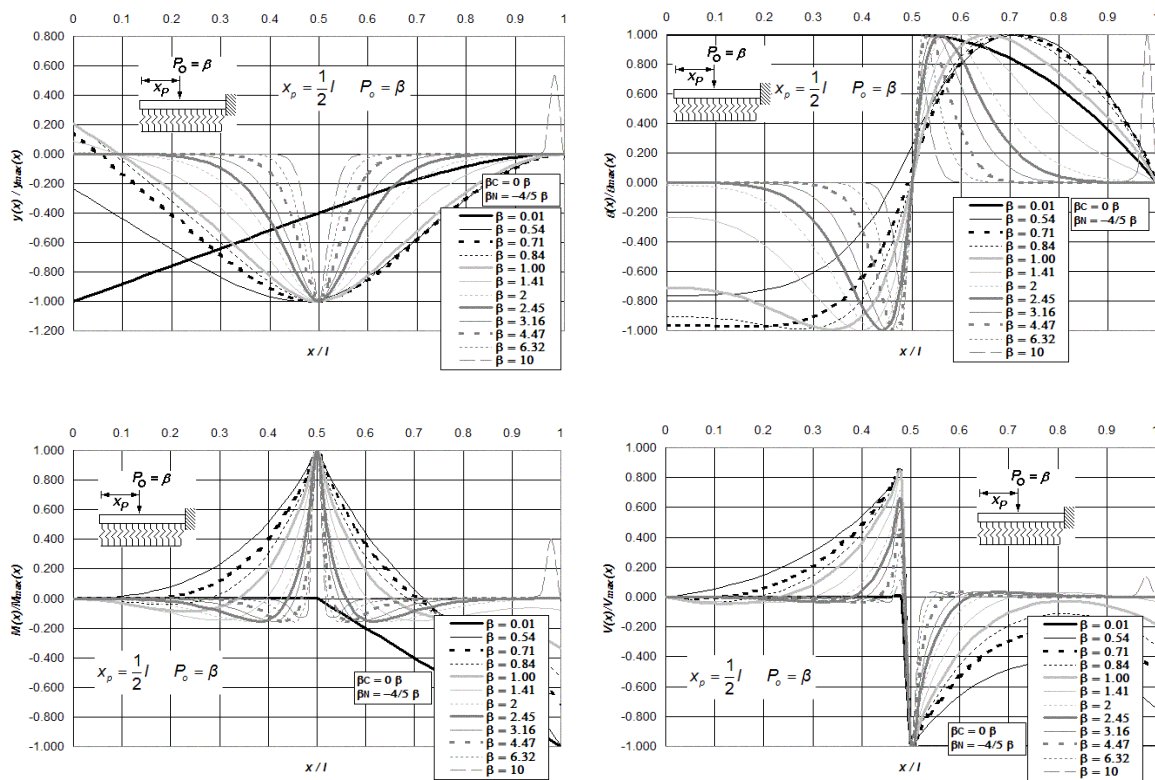 0 0.1 0.2 0.3 0.4 0.5 0.6 0.7 0.8 0.9 1
0.800
0.600
0.400
0.200
0.000
-0.200
-0.400
-0.600
-0.800
-1.000
-1.200
y(x) / ymax(x)
x / l
Po = β
xp
xp = 1/2 l Po = β
βC = 0 β
βN = −4/5 β
β = 0.01
β = 0.54
β = 0.71
β = 0.84
β = 1.00
β = 1.41
β = 2
β = 2.45
β = 3.16
β = 4.47
β = 6.32
β = 10
0 0.1 0.2 0.3 0.4 0.5 0.6 0.7 0.8 0.9 1
1.000
0.800
0.600
0.400
0.200
0.000
-0.200
-0.400
-0.600
-0.800
-1.000
x / l
Po = β
xp
xp = 1/2 l Po = β
βC = 0 β
βN = −4/5 β
β = 0.01
β = 0.54
β = 0.71
β = 0.84
β = 1.00
β = 1.41
β = 2
β = 2.45
β = 3.16
β = 4.47
β = 6.32
β = 10
0 0.1 0.2 0.3 0.4 0.5 0.6 0.7 0.8 0.9 1
1.000
0.800
0.600
0.400
0.200
0.000
-0.200
-0.400
-0.600
-0.800
-1.000
M(x)/Mmax(x)
x / l
Po = β
xp
xp = 1/2 l Po = β
βC = 0 β
βN = −4/5 β
β = 0.01
β = 0.54
β = 0.71
β = 0.84
β = 1.00
β = 1.41
β = 2
β = 2.45
β = 3.16
β = 4.47
β = 6.32
β = 10
0 0.1 0.2 0.3 0.4 0.5 0.6 0.7 0.8 0.9 1
1.000
0.800
0.600
0.400
0.200
0.000
-0.200
-0.400
-0.600
-0.800
-1.000
V(x)/Vmax(x)
x / l
Po = β
xp
xp = 1/2 l Po = β
βC = 0 β
βN = −4/5 β
β = 0.01
β = 0.54
β = 0.71
β = 0.84
β = 1.00
β = 1.41
β = 2
β = 2.45
β = 3.16
β = 4.47
β = 6.32
β = 10